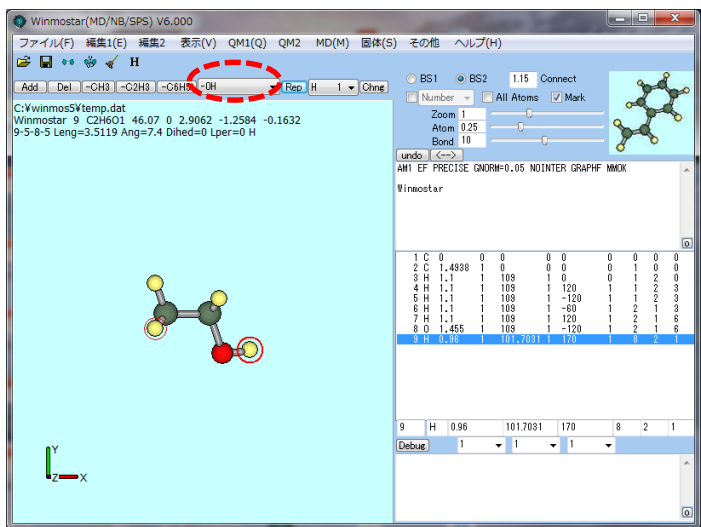 Winmostar(MD/NB/SPS) V6.000
ファイル(F) 編集1(E) 編集2 表示(V) QM1(Q) QM2 MD(M) 固体(S) その他 ヘルプ(H)
H
Add Del -CH3 -C2H3 -C6H5 -OH Rep H 1 Chng
BS1 BS2 1.15 Connect
Number All Atoms Mark
Zoom 1
Atom 0.25
Bond 10
undo <-->
C:¥winmos5¥temp.dat
Winmostar 9 C2H6O1 46.07 0 2.9062 -1.2584 -0.1632
9-5-8-5 Leng=3.5119 Ang=7.4 Dihed=0 Lper=0 H
AM1 EF PRECISE GNORM=0.05 NOINTER GRAPHF MMOK
Winmostar
1 C 0 0 0 0 0 0 0 0 0
2 C 1.4938 1 0 0 0 0 1 0 0
3 H 1.1 1 109 1 0 0 1 2 0
4 H 1.1 1 109 1 120 1 1 2 3
5 H 1.1 1 109 1 -120 1 1 2 3
6 H 1.1 1 109 1 -60 1 2 1 3
7 H 1.1 1 109 1 120 1 2 1 6
8 O 1.455 1 109 1 -120 1 2 1 6
9 H 0.96 1 101.7031 1 170 1 8 2 1
9 H 0.96 101.7031 170 8 2 1
Debug 1 1 1
Y
Z X